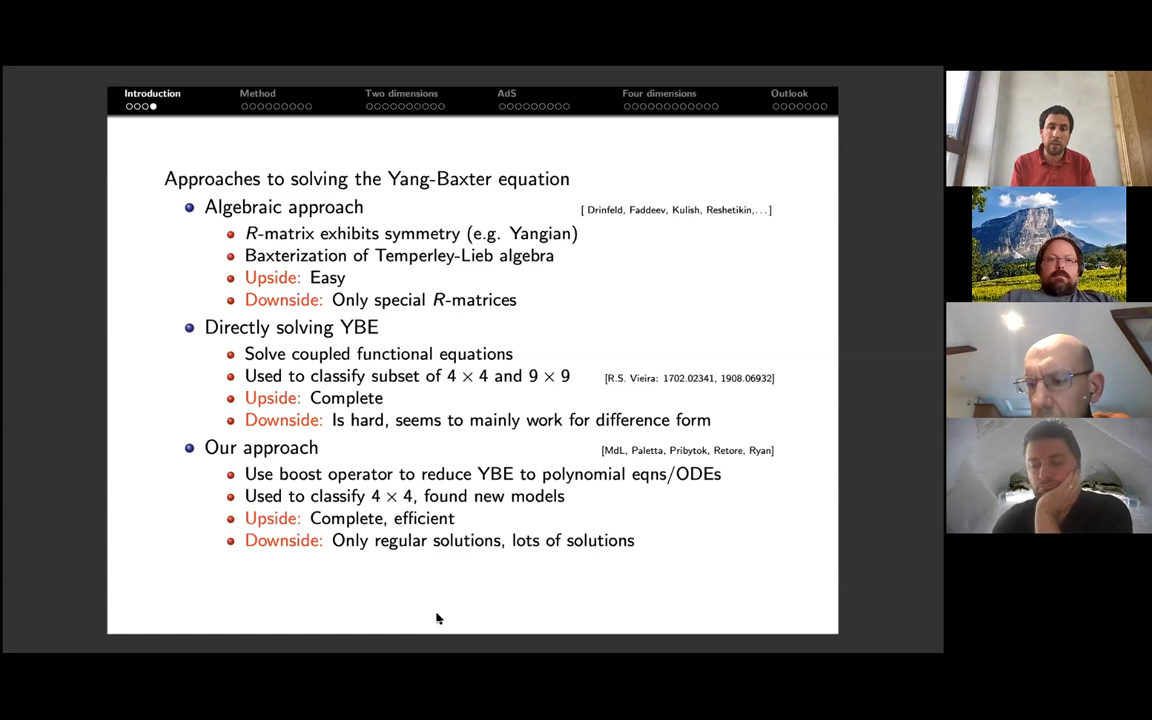 Introduction Method Two dimensions AdS Four dimensions Outlook
Approaches to solving the Yang-Baxter equation
Algebraic approach [ Drinfeld, Faddeev, Kulish, Reshetikin,. . . ]
R-matrix exhibits symmetry (e.g. Yangian)
Baxterization of Temperley-Lieb algebra
Upside: Easy
Downside: Only special R-matrices
Directly solving YBE
Solve coupled functional equations
Used to classify subset of 4 × 4 and 9 × 9 [R.S. Vieira: 1702.02341, 1908.06932]
Upside: Complete
Downside: Is hard, seems to mainly work for difference form
Our approach [MdL, Paletta, Pribytok, Retore, Ryan]
Use boost operator to reduce YBE to polynomial eqns/ODEs
Used to classify 4 × 4, found new models
Upside: Complete, efficient
Downside: Only regular solutions, lots of solutions